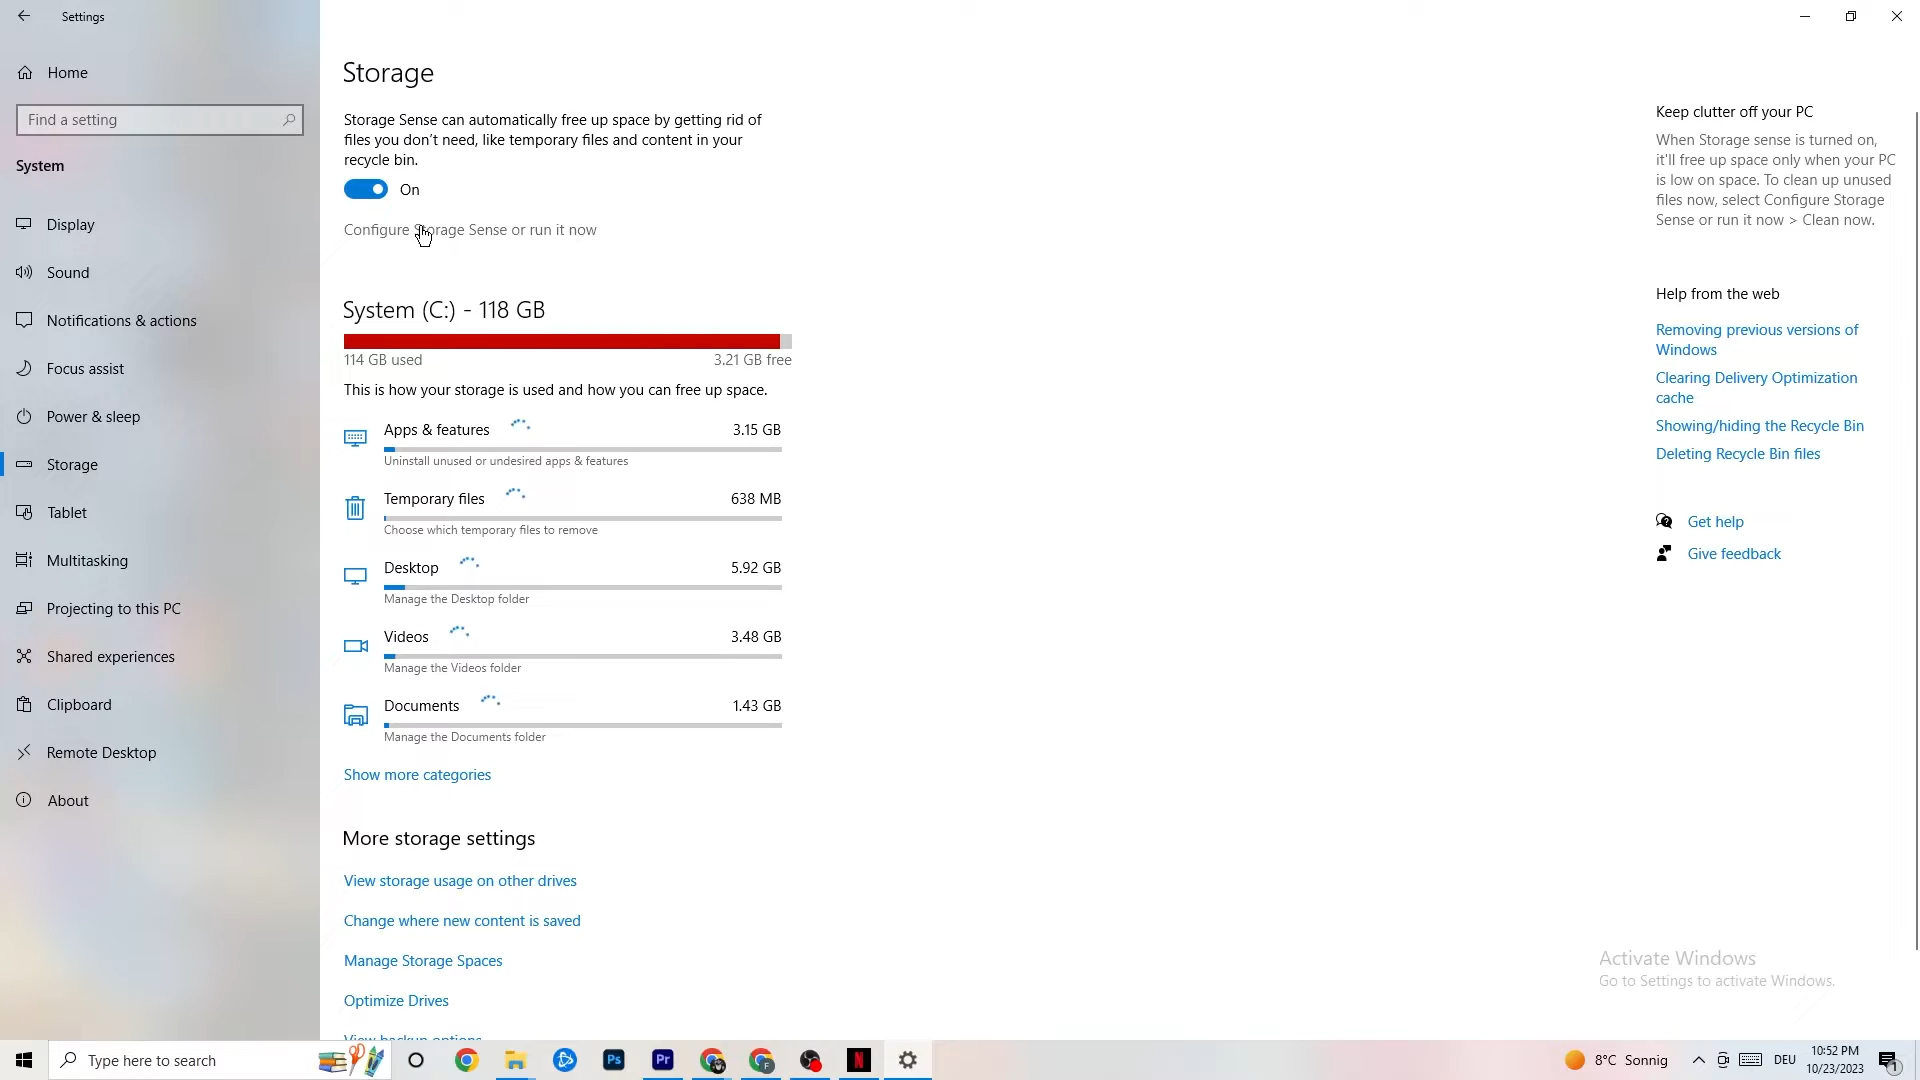 Settings
Home
Find a setting
System
Display
Sound
Notifications & actions
Focus assist
Power & sleep
Storage
Tablet
Multitasking
Projecting to this PC
Shared experiences
Clipboard
Remote Desktop
About
Storage
Storage Sense can automatically free up space by getting rid of
files you don't need, like temporary files and content in your
recycle bin.
On
Configure Storage Sense or run it now
System (C:) - 118 GB
114 GB used
3.21 GB free
This is how your storage is used and how you can free up space.
Apps & features
3.15 GB
Uninstall unused or undesired apps & features
Temporary files
638 MB
Choose which temporary files to remove
Desktop
5.92 GB
Manage the Desktop folder
Videos
3.48 GB
Manage the Videos folder
Documents
1.43 GB
Manage the Documents folder
Show more categories
More storage settings
View storage usage on other drives
Change where new content is saved
Manage Storage Spaces
Optimize Drives
View backup options
Keep clutter off your PC
When Storage sense is turned on,
it'll free up space only when your PC
is low on space. To clean up unused
files now, select Configure Storage
Sense or run it now > Clean now.
Help from the web
Removing previous versions of
Windows
Clearing Delivery Optimization
cache
Showing/hiding the Recycle Bin
Deleting Recycle Bin files
Get help
Give feedback
Activate Windows
Go to Settings to activate Windows.
Type here to search
Ps
Pr
F
N
8°C Sonnig
DEU
10:52 PM
10/23/2023
1